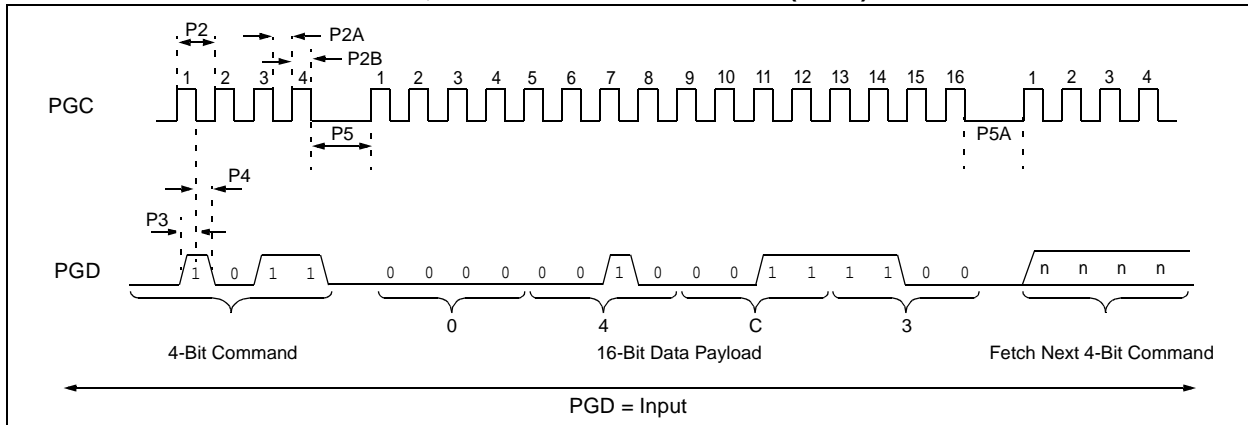 P2
P2A
P2B
1 2 3 4 1 2 3 4 5 6 7 8 9 10 11 12 13 14 15 16 1 2 3 4
PGC
P5
P5A
P4
P3
PGD
1 0 1 1 0 0 0 0 0 0 1 0 0 0 1 1 1 1 0 0 n n n n
0 4 C 3
4-Bit Command 16-Bit Data Payload Fetch Next 4-Bit Command
PGD = Input